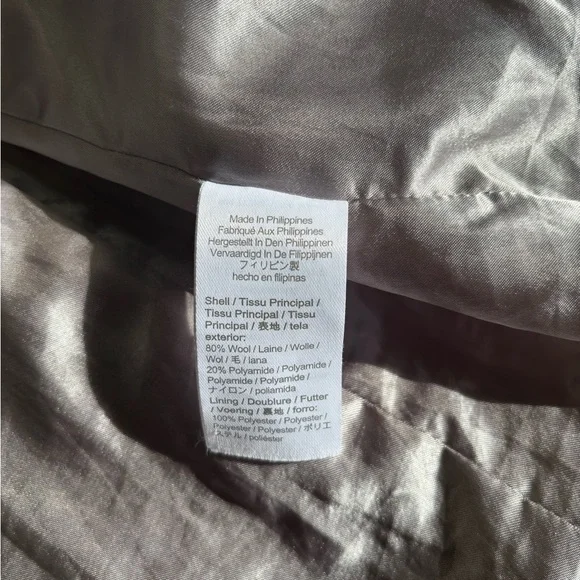 Made In Philippines
Fabriqué Aux Philippines
Hergestellt In Den Philippinen
Vervaardigd In De Filippijnen
フィリピン製
hecho en filipinas
Shell / Tissu Principal /
Tissu Principal / Tissu
Principal / 表地 / tela
exterior:
80% Wool / Laine / Wolle /
Wol / 毛 / lana
20% Polyamide / Polyamide /
Polyamide / Polyamide /
ナイロン / poliamida
Lining / Doublure / Futter
/ Voering / 裏地 / forro:
100% Polyester / Polyester /
Polyester / Polyester / ポリエ
ステル / poliéster